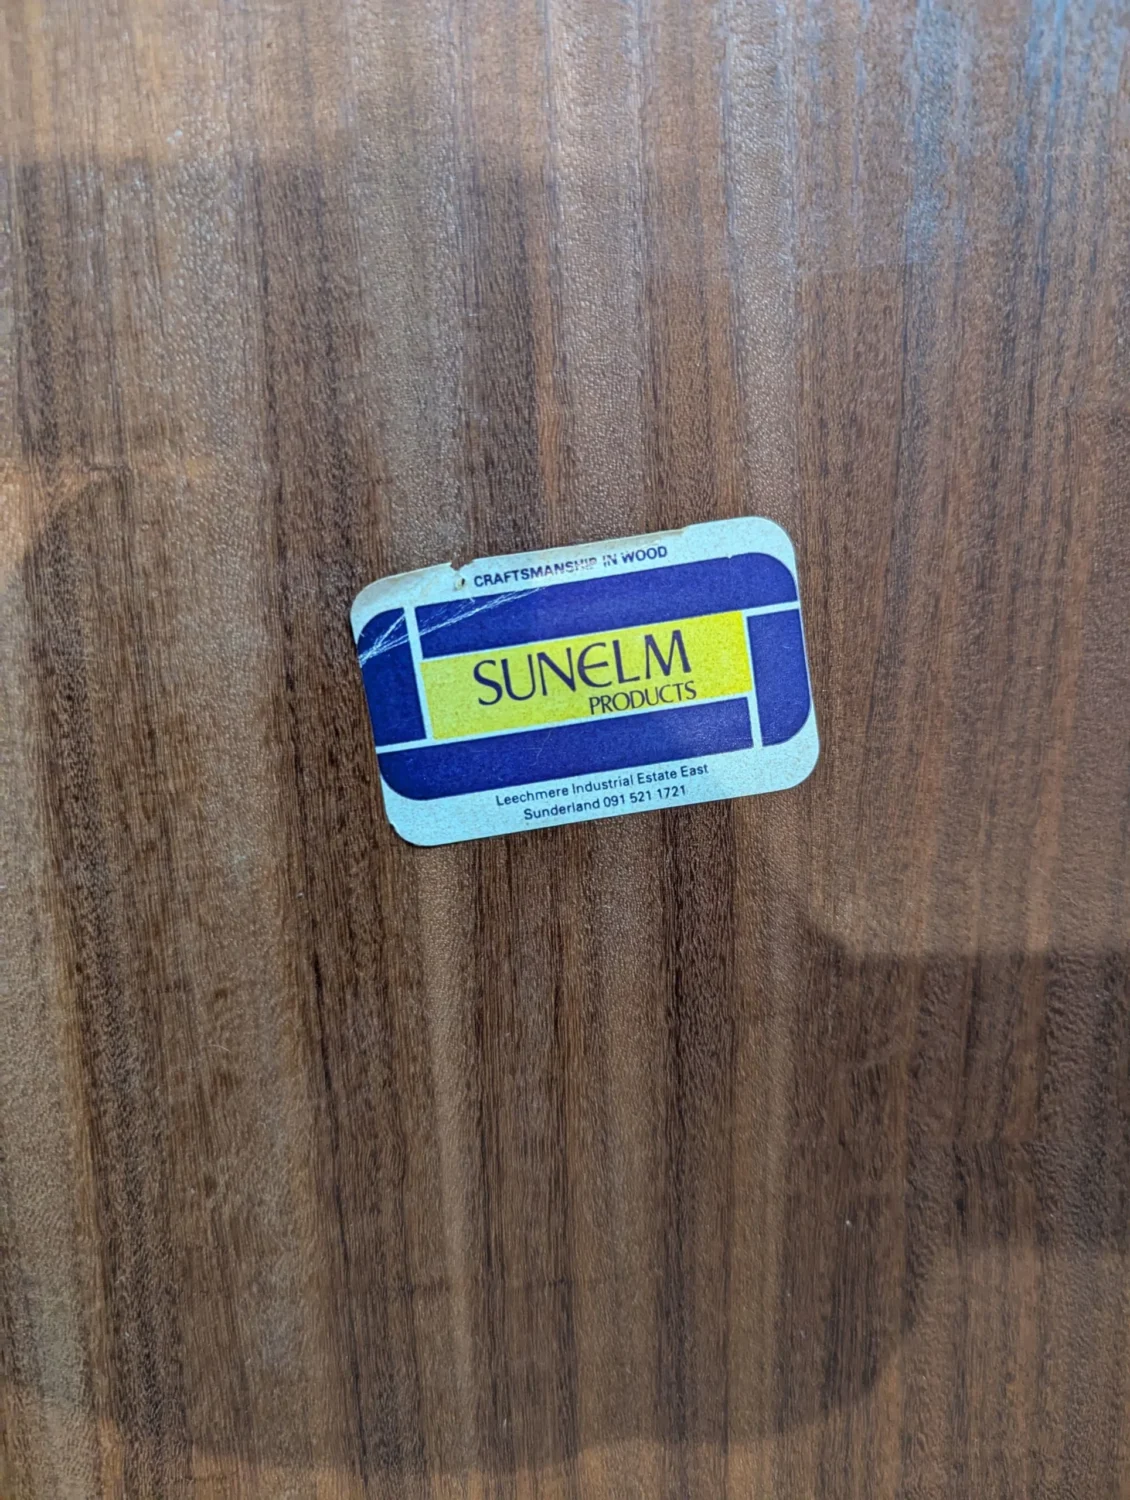 CRAFTSMANSHIP IN WOOD
SUNELM
PRODUCTS
Leechmere Industrial Estate East
Sunderland 091 521 1721